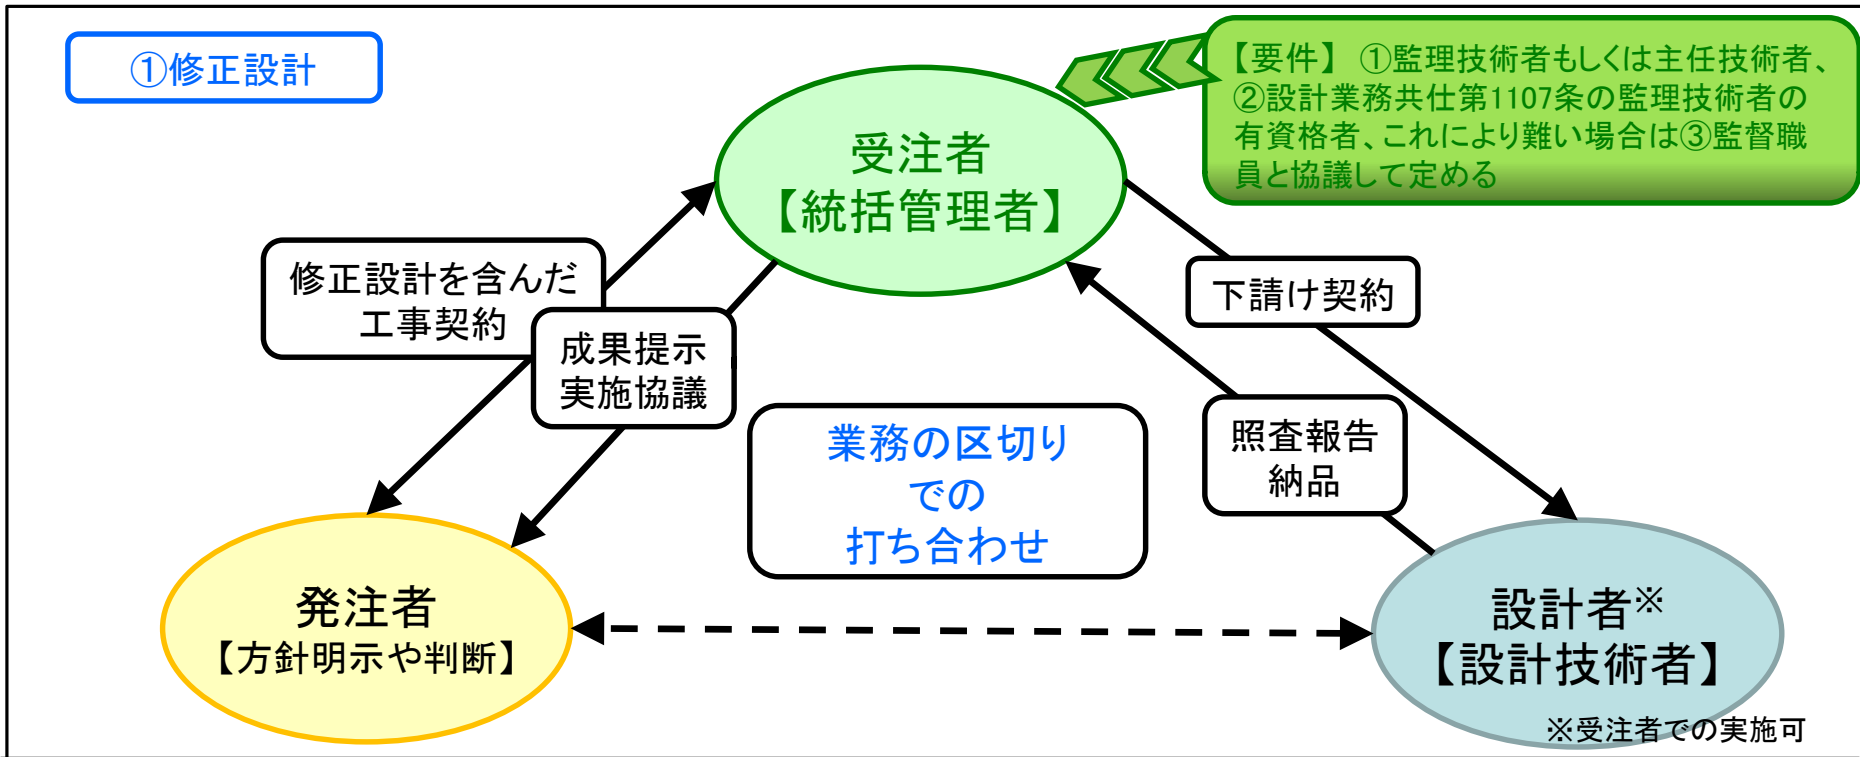 ①修正設計
【要件】 ①監理技術者もしくは主任技術者、
②設計業務共仕第1107条の監理技術者の
有資格者、これにより難い場合は③監督職
員と協議して定める
受注者
【統括管理者】
修正設計を含んだ
工事契約
成果提示
実施協議
下請け契約
照査報告
納品
業務の区切り
での
打ち合わせ
発注者
【方針明示や判断】
設計者※
【設計技術者】
※受注者での実施可